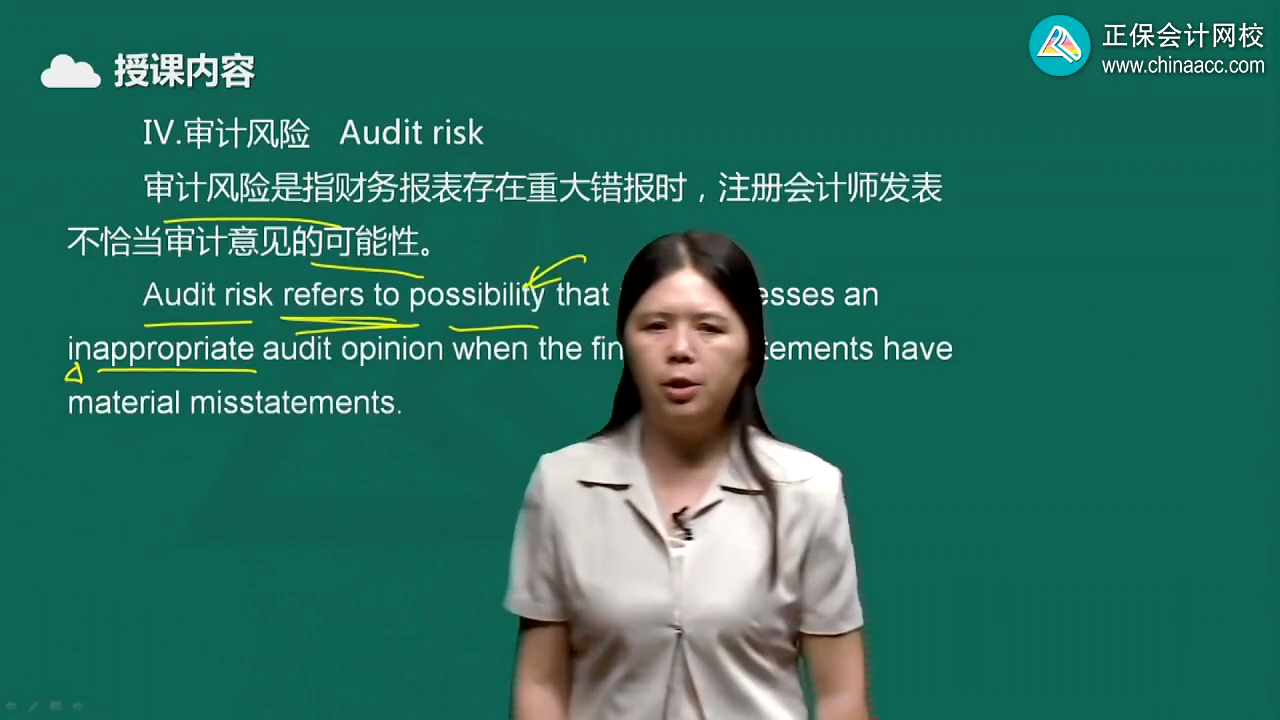 正保会计网校
www.chinaacc.com
授课内容
IV.审计风险 Audit risk
审计风险是指财务报表存在重大错报时，注册会计师发表
不恰当审计意见的可能性。
Audit risk refers to possibility that an
inappropriate audit opinion when the have
material misstatements.